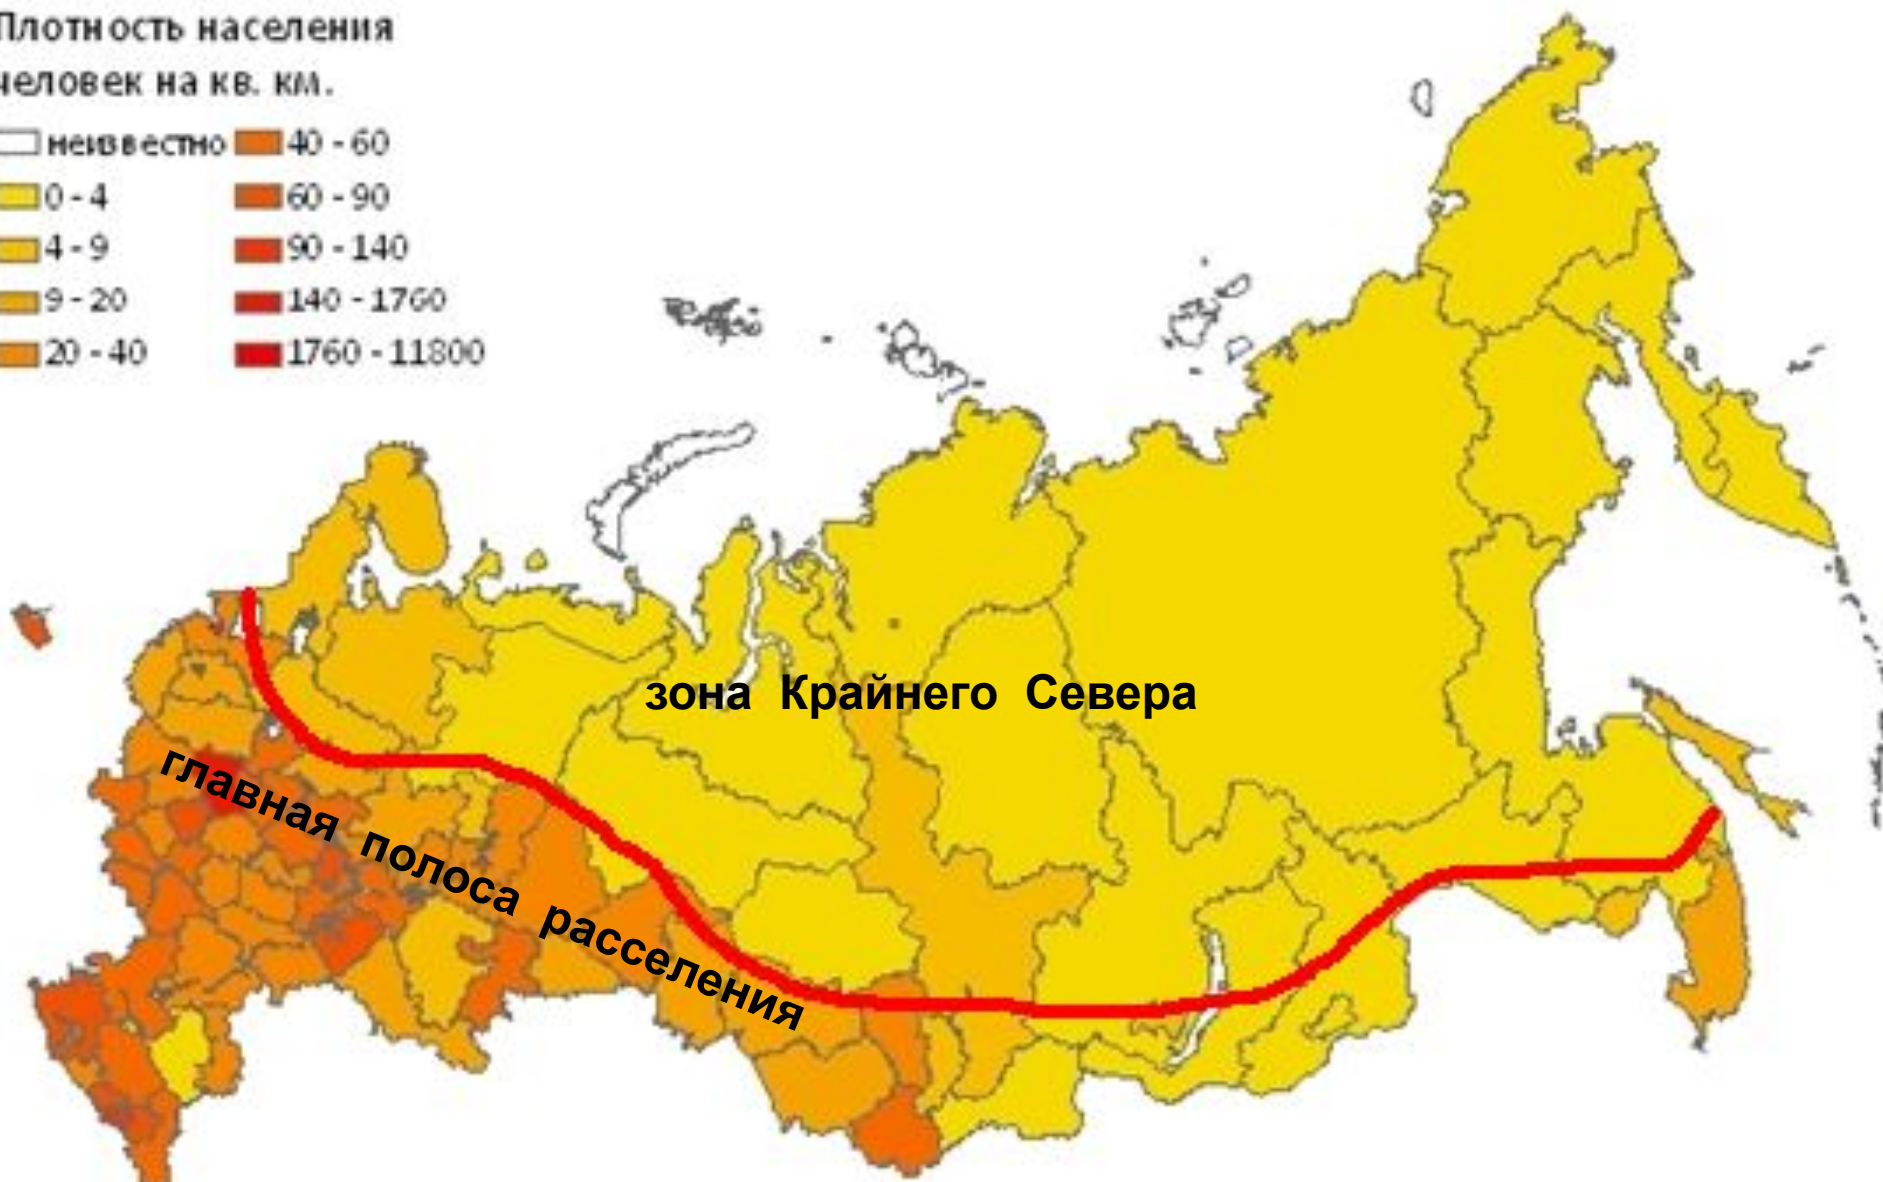 Плотность населения
человек на кв. км.
неизвестно 40 - 60
0 - 4 60 - 90
4 - 9 90 - 140
9 - 20 140 - 1760
20 - 40 1760 - 11800
зона Крайнего Севера
главная полоса расселения